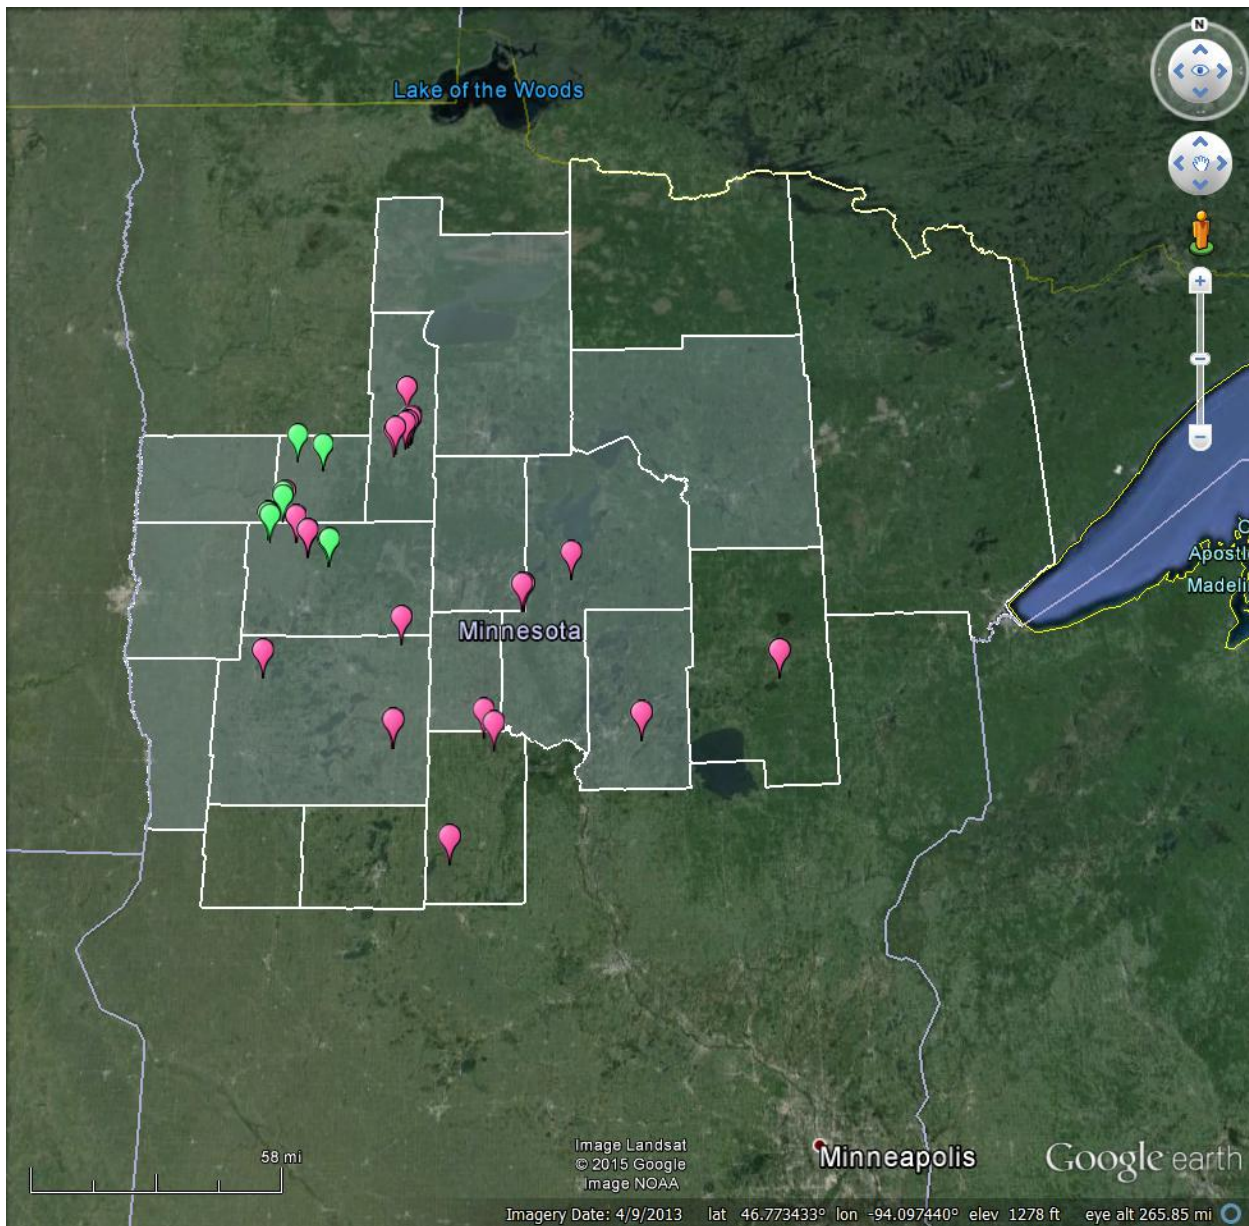 N
Lake of the Woods
Apostl
Madeli
Minnesota
58 mi
Image Landsat
© 2015 Google
Image NOAA
Minneapolis
Google earth
Imagery Date: 4/9/2013 lat 46.773433° lon -94.097440° elev 1278 ft eye alt 265.85 mi